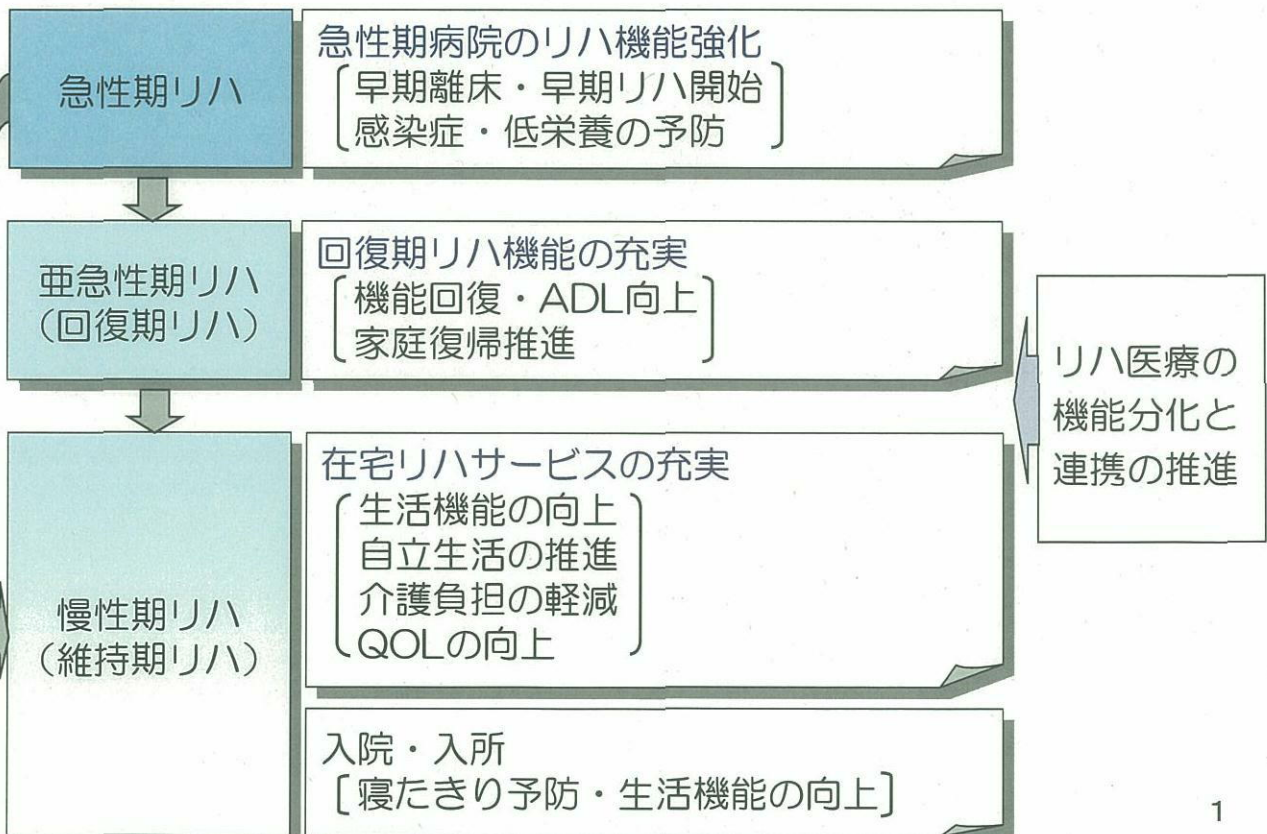 急性期リハ
急性期病院のリハ機能強化
早期離床・早期リハ開始
感染症・低栄養の予防
亜急性期リハ
（回復期リハ）
回復期リハ機能の充実
機能回復・ADL向上
家庭復帰推進
リハ医療の
機能分化と
連携の推進
慢性期リハ
（維持期リハ）
在宅リハサービスの充実
生活機能の向上
自立生活の推進
介護負担の軽減
QOLの向上
入院・入所
［寝たきり予防・生活機能の向上］
1